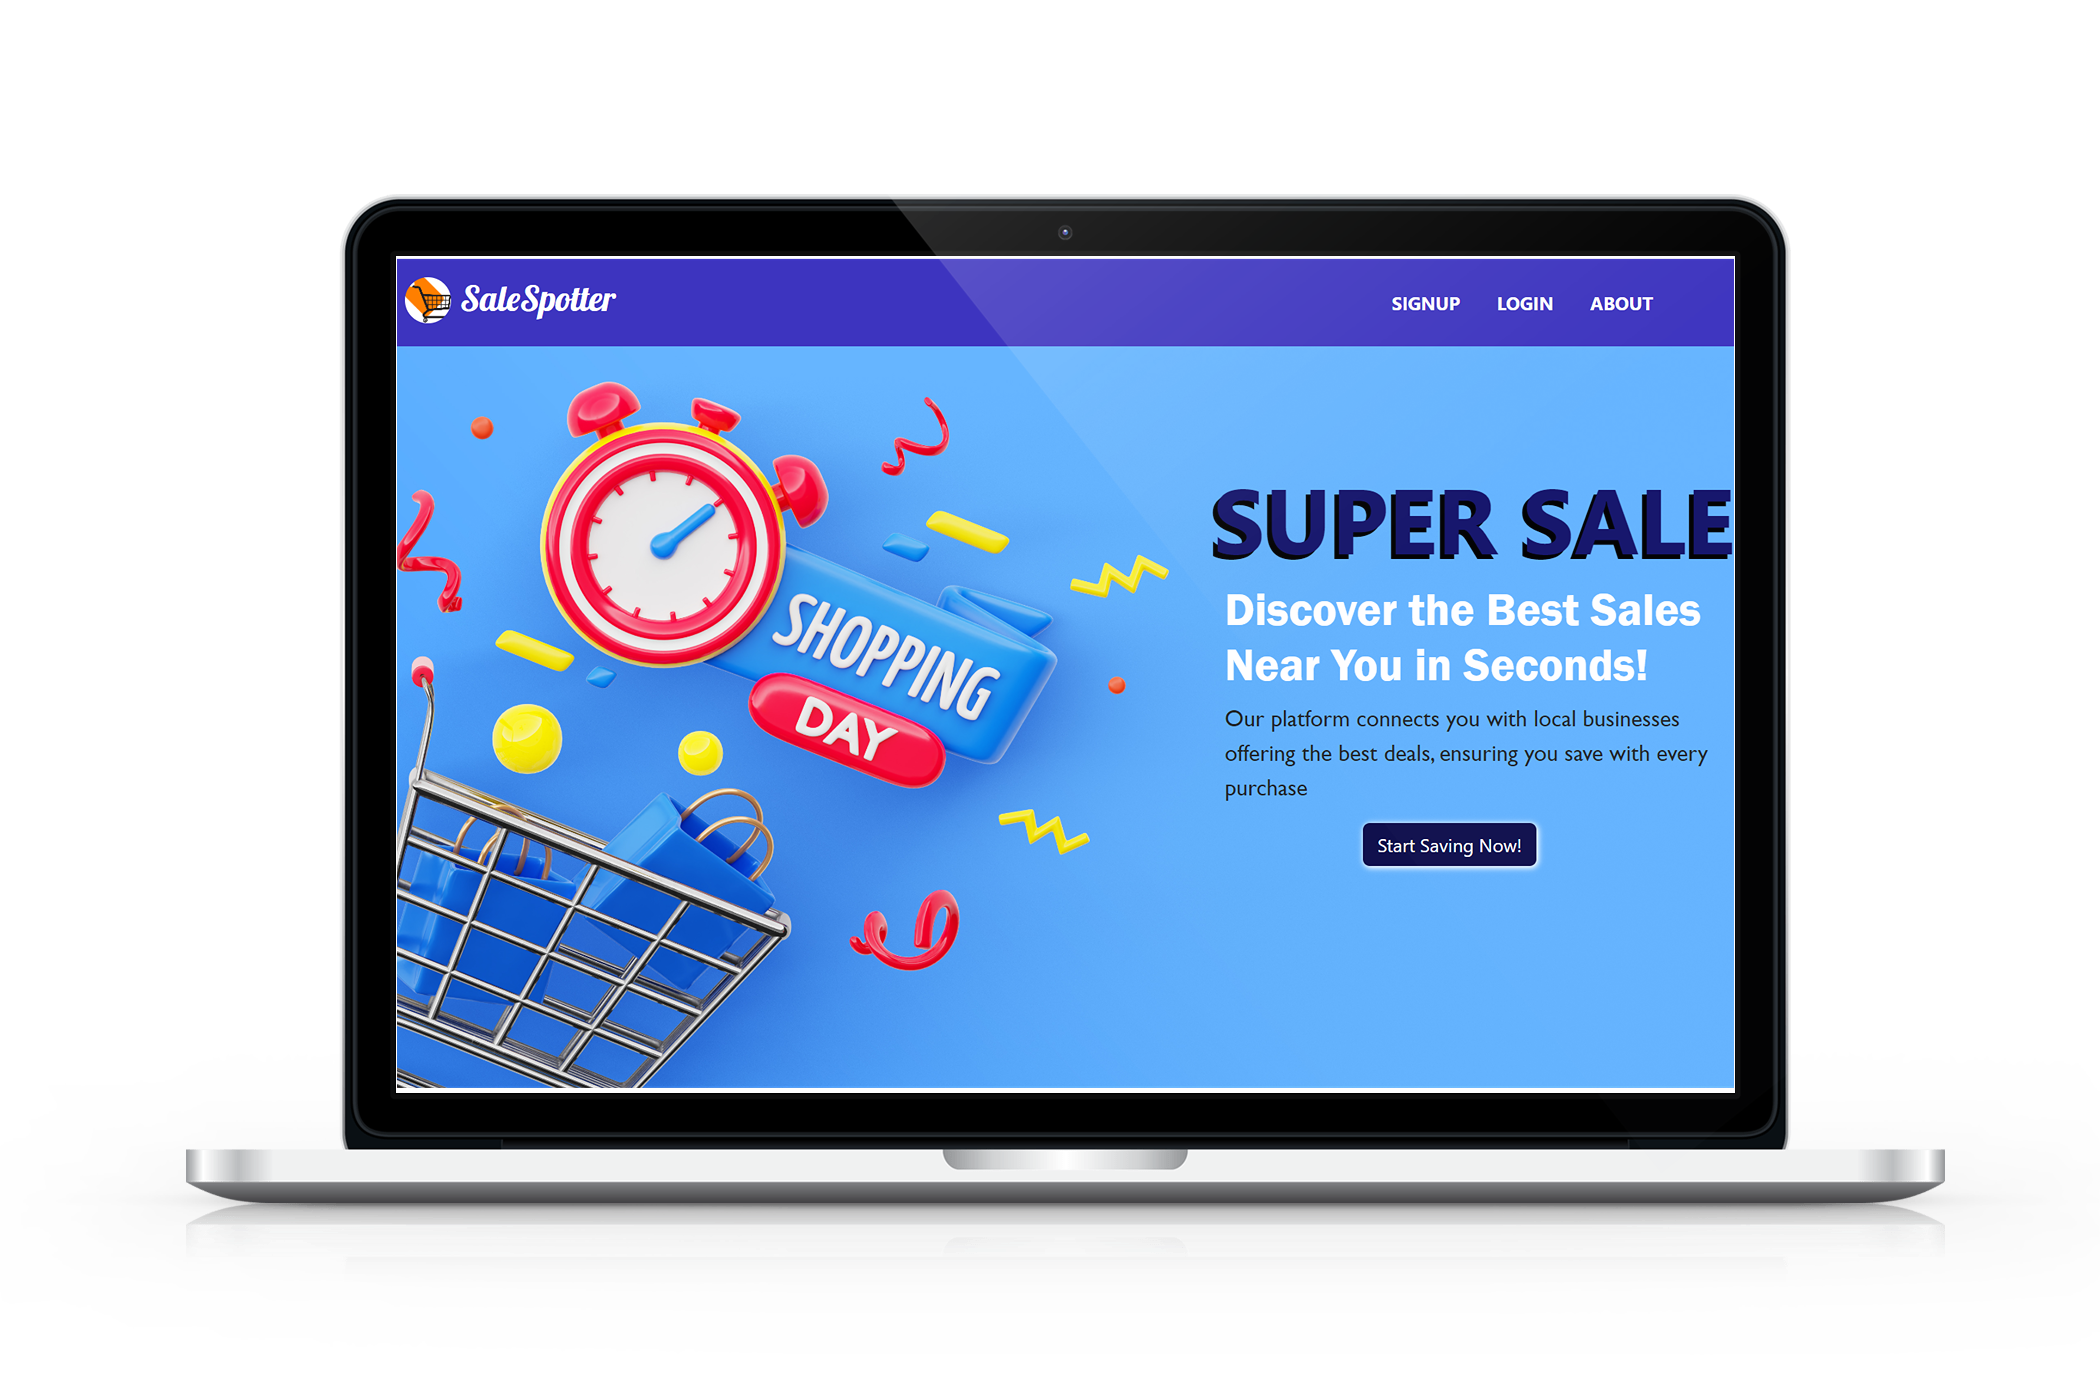 SaleSpotter
SIGNUP LOGIN ABOUT
SHOPPING
DAY
SUPER SALE
Discover the Best Sales
Near You in Seconds!
Our platform connects you with local businesses
offering the best deals, ensuring you save with every
purchase
Start Saving Now!